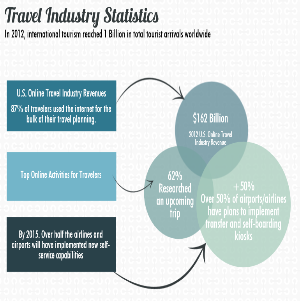 Travel Industry Statistics
In 2012, international tourism reached 1 Billion in total tourist arrivals worldwide
U.S. Online Travel Industry Revenues
87% of travelers used the internet for the
bulk of their travel planning.
$162 Billion
2012 U.S. Online Travel
Industry Revenue
Top Online Activities for Travelers
62%
Researched
an upcoming
trip
+ 50%
Over 50% of airports/airlines
have plans to implement
transfer and self-boarding
kiosks
By 2015. Over half the airlines and
airports will have implemented new self-
service capabilities